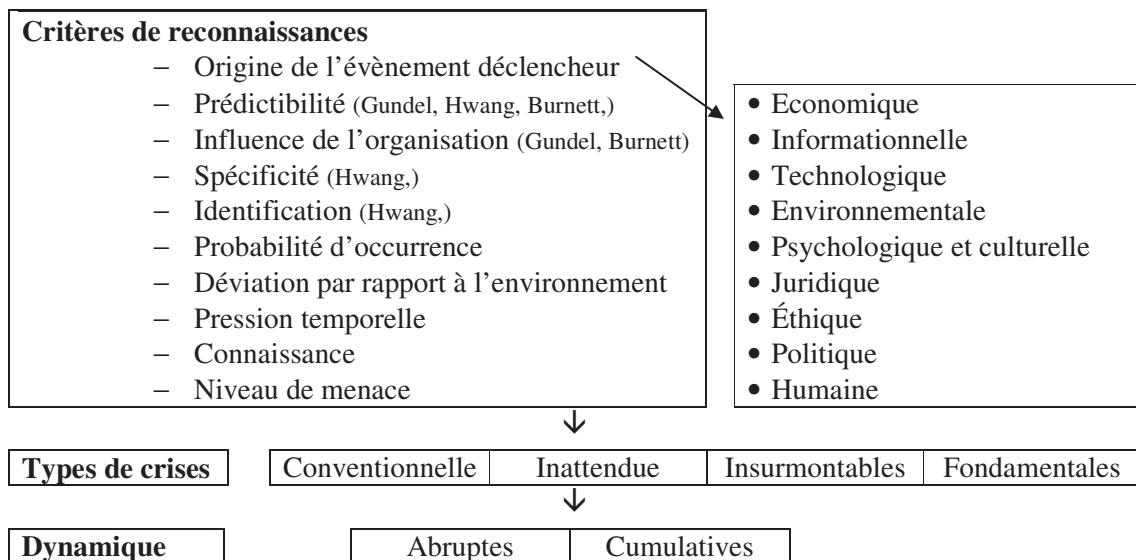 Critères de reconnaissances
– Origine de l'évènement déclencheur
– Prédictibilité (Gundel, Hwang, Burnett,)
– Influence de l'organisation (Gundel, Burnett)
– Spécificité (Hwang,)
– Identification (Hwang,)
– Probabilité d'occurrence
– Déviation par rapport à l'environnement
– Pression temporelle
– Connaissance
– Niveau de menace
• Economique
• Informationnelle
• Technologique
• Environnementale
• Psychologique et culturelle
• Juridique
• Éthique
• Politique
• Humaine
Types de crises Conventionnelle Inattendue Insurmontables Fondamentales
Dynamique Abruptes Cumulatives